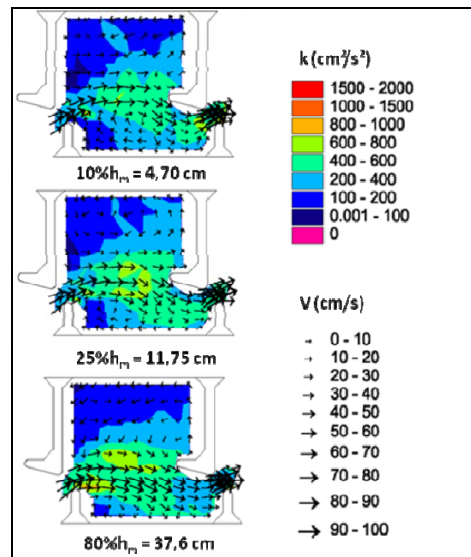 10%hm = 4,70 cm
25%hm = 11,75 cm
80%hm = 37,6 cm
k (cm²/s²)
1500 - 2000
1000 - 1500
800 - 1000
600 - 800
400 - 600
200 - 400
100 - 200
0.001 - 100
0
V (cm/s)
0 - 10
10 - 20
20 - 30
30 - 40
40 - 50
50 - 60
60 - 70
70 - 80
80 - 90
90 - 100